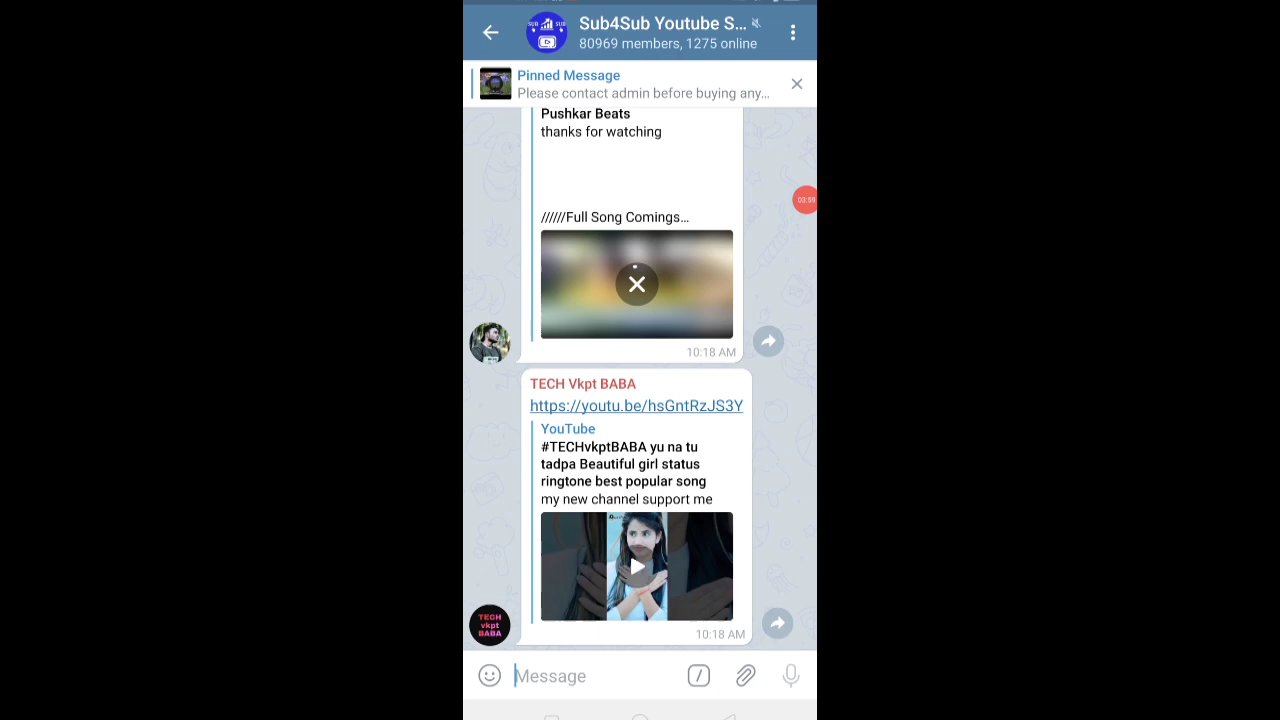 Sub4Sub Youtube S...
80969 members, 1275 online
Pinned Message
Please contact admin before buying any...
Pushkar Beats
thanks for watching
03:59
//////Full Song Comings...
10:18 AM
TECH Vkpt BABA
https://youtu.be/hsGntRzJS3Y
YouTube
#TECHvkptBABA yu na tu
tadpa Beautiful girl status
ringtone best popular song
my new channel support me
TECH
vkpt
BABA
10:18 AM
Message